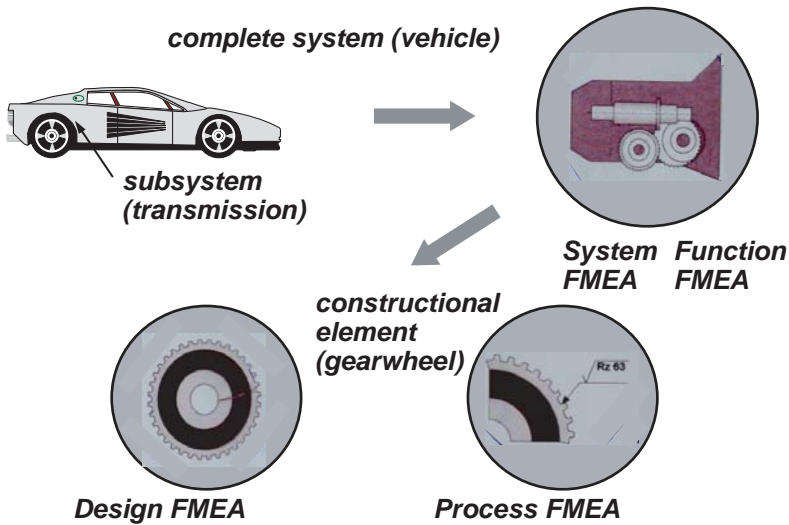 complete system (vehicle)
subsystem
(transmission)
System Function
FMEA FMEA
constructional
element
(gearwheel)
Rz 63
Design FMEA
Process FMEA